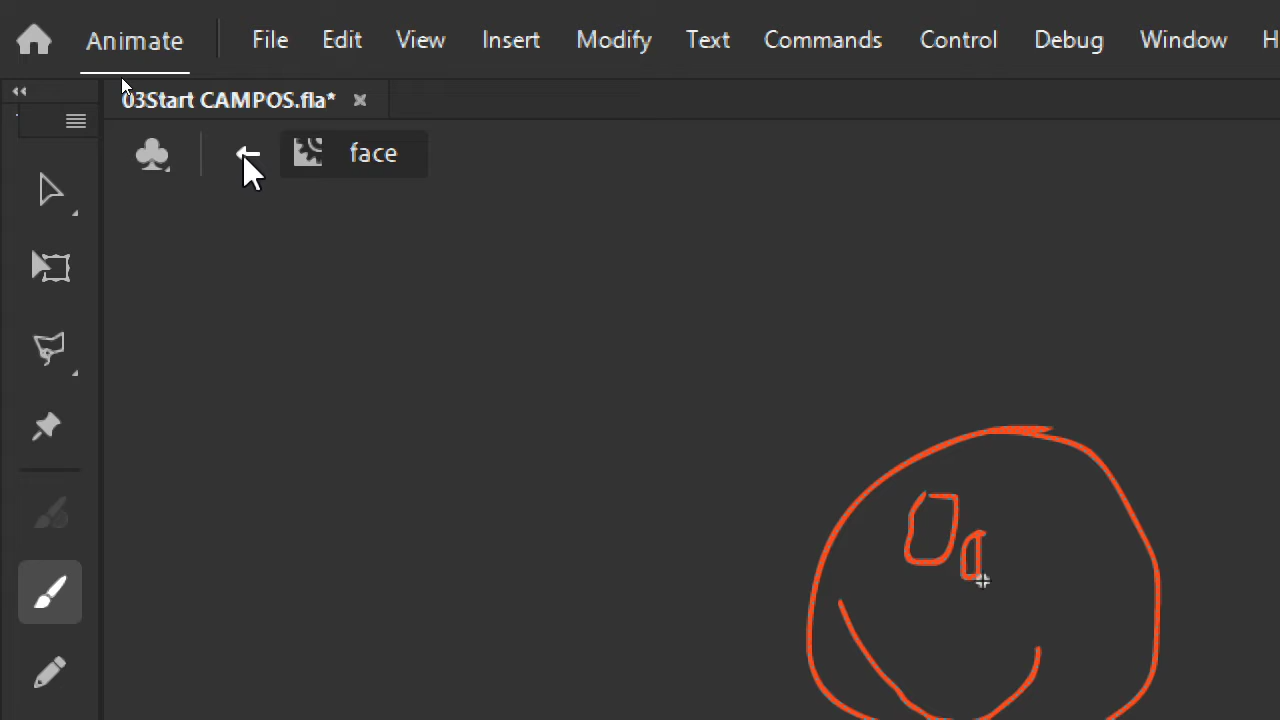 Animate File Edit View Insert Modify Text Commands Control Debug Window H
03Start CAMPOS.fla* ×
face